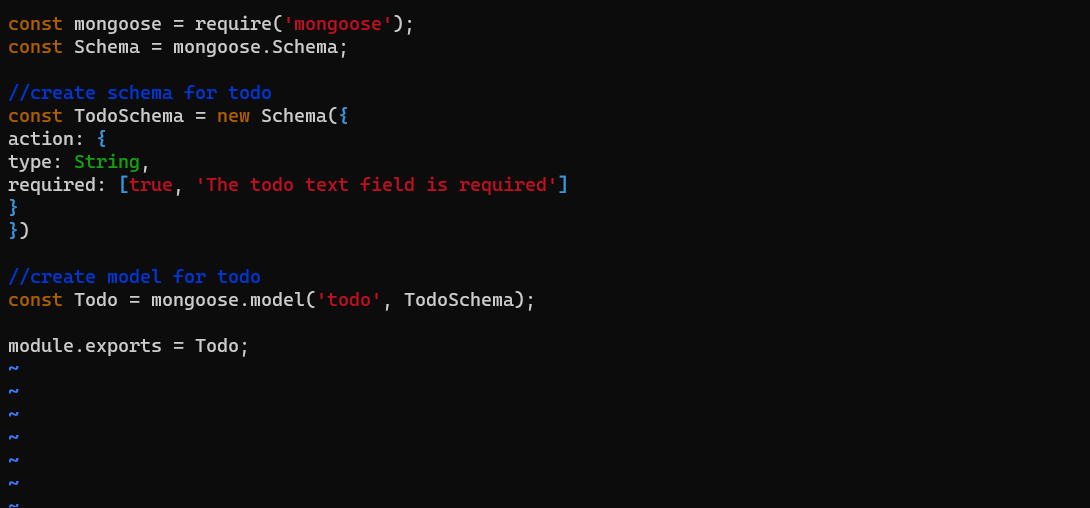 const mongoose = require('mongoose');
const Schema = mongoose.Schema;

//create schema for todo
const TodoSchema = new Schema({
action: {
type: String,
required: [true, 'The todo text field is required']
}
})

//create model for todo
const Todo = mongoose.model('todo', TodoSchema);

module.exports = Todo;
~
~
~
~
~
~
~